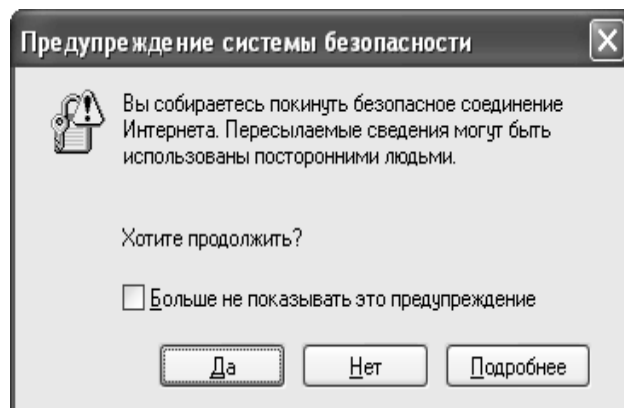 Предупреждение системы безопасности
Вы собираетесь покинуть безопасное соединение
Интернета. Пересылаемые сведения могут быть
использованы посторонними людьми.
Хотите продолжить?
Больше не показывать это предупреждение
Да Нет Подробнее